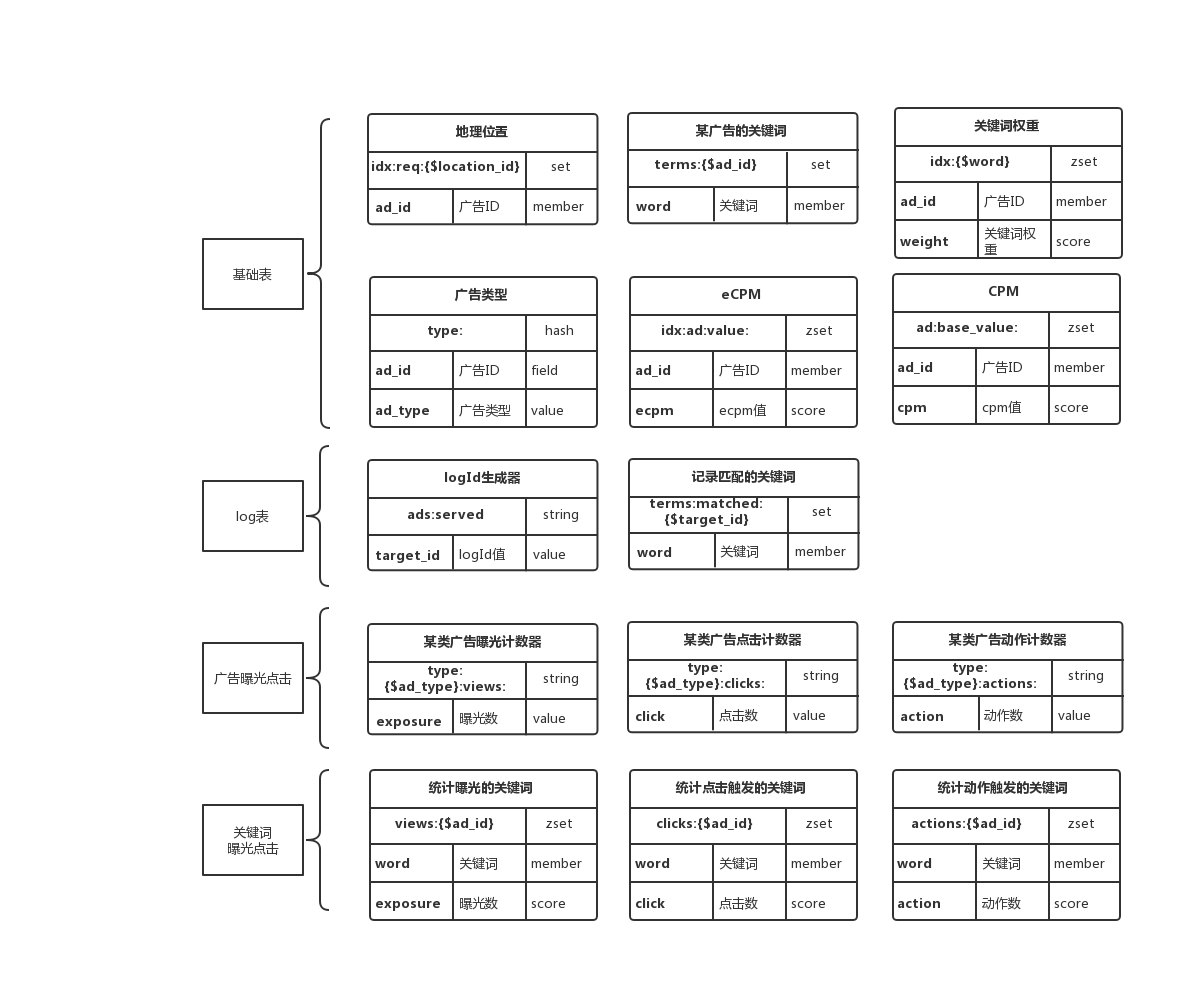 基础表
地理位置
idx:req:{$location_id} set
ad_id 广告ID member
某广告的关键词
terms:{$ad_id} set
word 关键词 member
关键词权重
idx:{$word} zset
ad_id 广告ID member
weight 关键词权
重 score
广告类型
type: hash
ad_id 广告ID field
ad_type 广告类型 value
eCPM
idx:ad:value: zset
ad_id 广告ID member
ecpm ecpm值 score
CPM
ad:base_value: zset
ad_id 广告ID member
cpm cpm值 score
log表
logId生成器
ads:served string
target_id logId值 value
记录匹配的关键词
terms:matched:
{$target_id} set
word 关键词 member
广告曝光点击
某类广告曝光计数器
type:
{$ad_type}:views: string
exposure 曝光数 value
某类广告点击计数器
type:
{$ad_type}:clicks: string
click 点击数 value
某类广告动作计数器
type:
{$ad_type}:actions: string
action 动作数 value
关键词
曝光点击
统计曝光的关键词
views:{$ad_id} zset
word 关键词 member
exposure 曝光数 score
统计点击触发的关键词
clicks:{$ad_id} zset
word 关键词 member
click 点击数 score
统计动作触发的关键词
actions:{$ad_id} zset
word 关键词 member
action 动作数 score